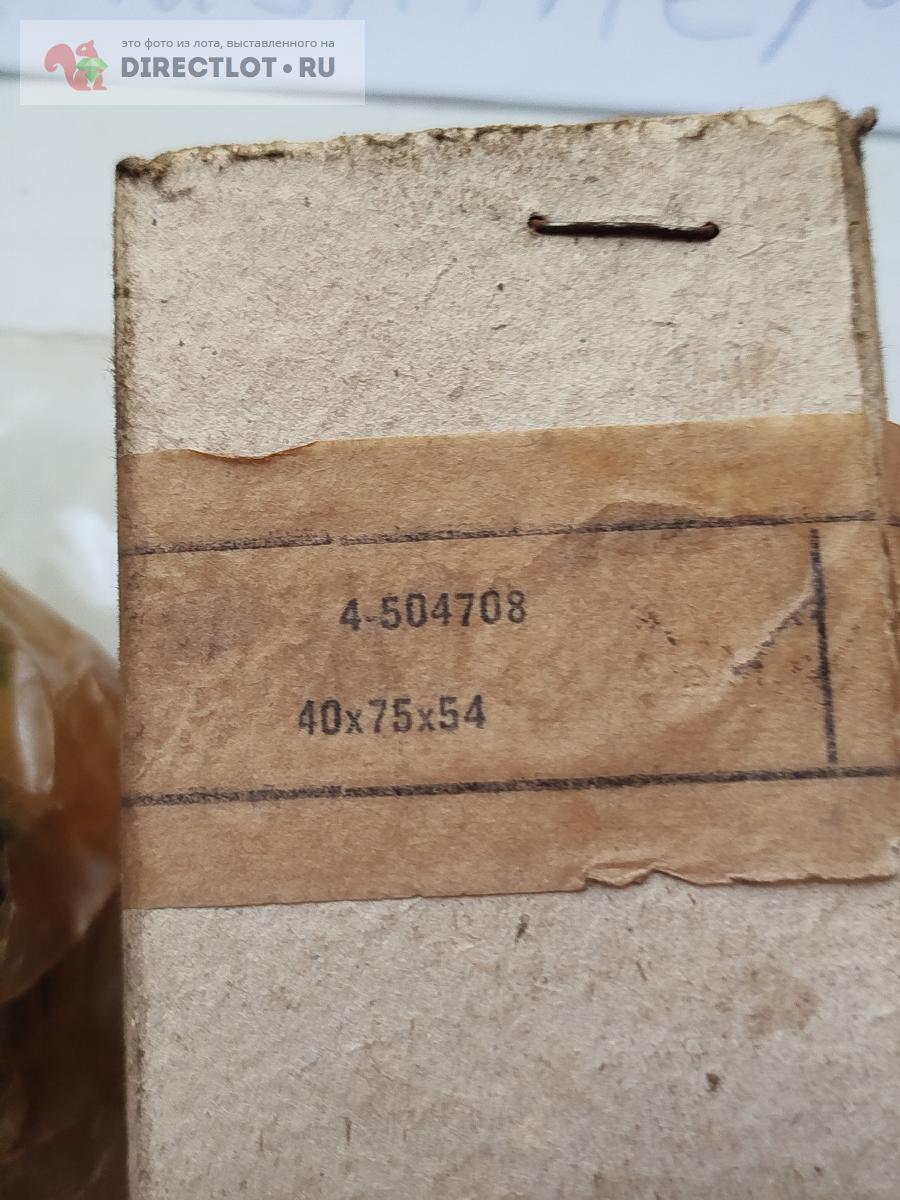 это фото из лота, выставленного на
DIRECTLOT•RU
4-504708
40x75x54